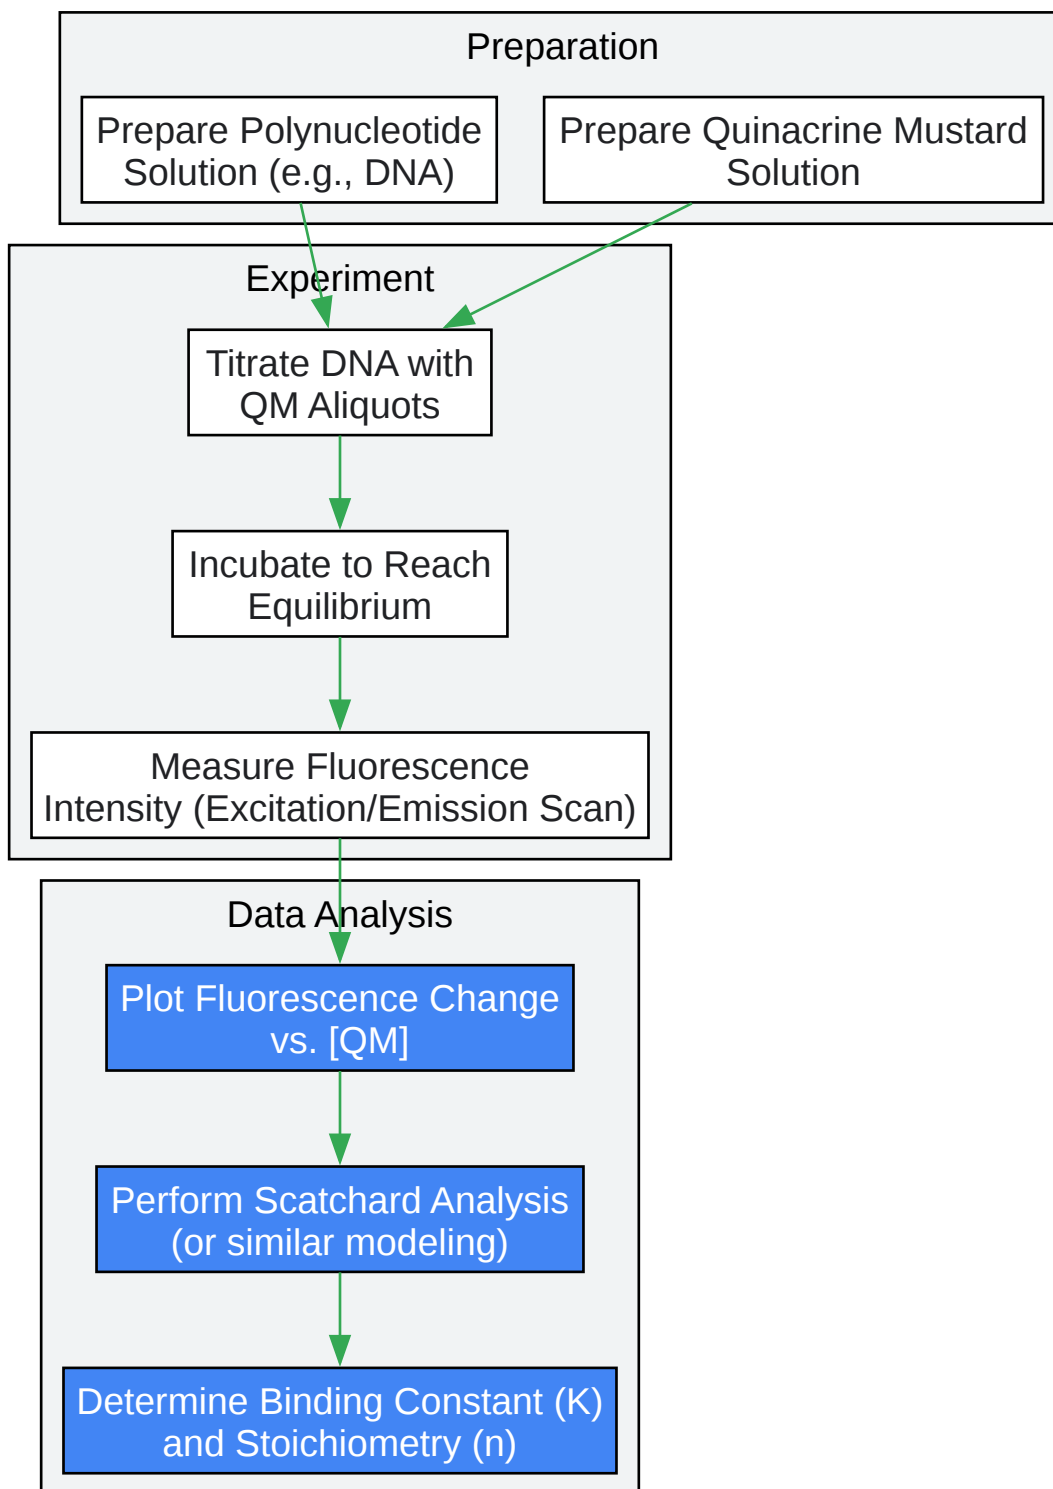 Preparation
Prepare Polynucleotide
Solution (e.g., DNA)
Prepare Quinacrine Mustard
Solution
Experiment
Titrate DNA with
QM Aliquots
Incubate to Reach
Equilibrium
Measure Fluorescence
Intensity (Excitation/Emission Scan)
Data Analysis
Plot Fluorescence Change
vs. [QM]
Perform Scatchard Analysis
(or similar modeling)
Determine Binding Constant (K)
and Stoichiometry (n)